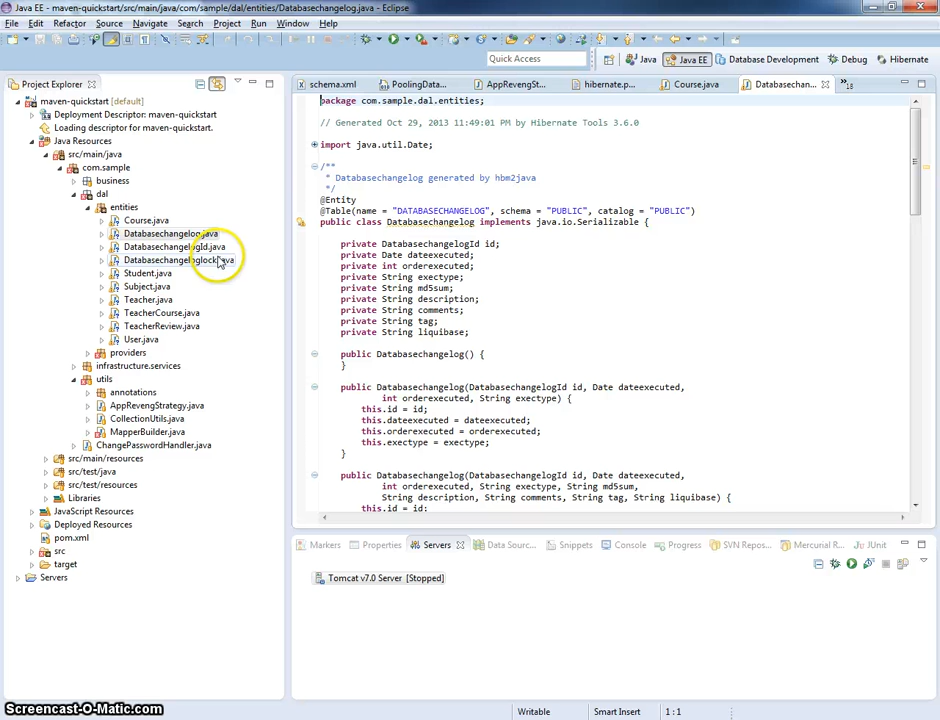 Java EE - maven-quickstart/src/main/java/com/sample/dal/entities/Databasechangelog.java - Eclipse
File Edit Refactor Source Navigate Search Project Run Window Help
Quick Access Java Java EE Database Development Debug Hibernate
Project Explorer
maven-quickstart [default]
Deployment Descriptor: maven-quickstart
Loading descriptor for maven-quickstart.
Java Resources
src/main/java
com.sample
business
dal
entities
Course.java
Databasechangelog.java
DatabasechangelogId.java
Databasechangeloglock.java
Student.java
Subject.java
Teacher.java
TeacherCourse.java
TeacherReview.java
User.java
providers
infrastructure.services
utils
annotations
AppRevengStrategy.java
CollectionUtils.java
MapperBuilder.java
ChangePasswordHandler.java
src/main/resources
src/test/java
src/test/resources
Libraries
JavaScript Resources
Deployed Resources
pom.xml
src
target
Servers
schema.xml PoolingData... AppRevengSt... hibernate.p... Course.java Databasechan... »18
package com.sample.dal.entities;
// Generated Oct 29, 2013 11:49:01 PM by Hibernate Tools 3.6.0
import java.util.Date;
/**
* Databasechangelog generated by hbm2java
*/
@Entity
@Table(name = "DATABASECHANGELOG", schema = "PUBLIC", catalog = "PUBLIC")
public class Databasechangelog implements java.io.Serializable {
private DatabasechangelogId id;
private Date dateexecuted;
private int orderexecuted;
private String exectype;
private String md5sum;
private String description;
private String comments;
private String tag;
private String liquibase;
public Databasechangelog() {
}
public Databasechangelog(DatabasechangelogId id, Date dateexecuted,
int orderexecuted, String exectype) {
this.id = id;
this.dateexecuted = dateexecuted;
this.orderexecuted = orderexecuted;
this.exectype = exectype;
}
public Databasechangelog(DatabasechangelogId id, Date dateexecuted,
int orderexecuted, String exectype, String md5sum,
String description, String comments, String tag, String liquibase) {
this.id = id;
Markers Properties Servers Data Sourc... Snippets Console Progress SVN Repos... Mercurial R... JUnit
Tomcat v7.0 Server [Stopped]
Writable Smart Insert 1 : 1
Screencast-O-Matic.com